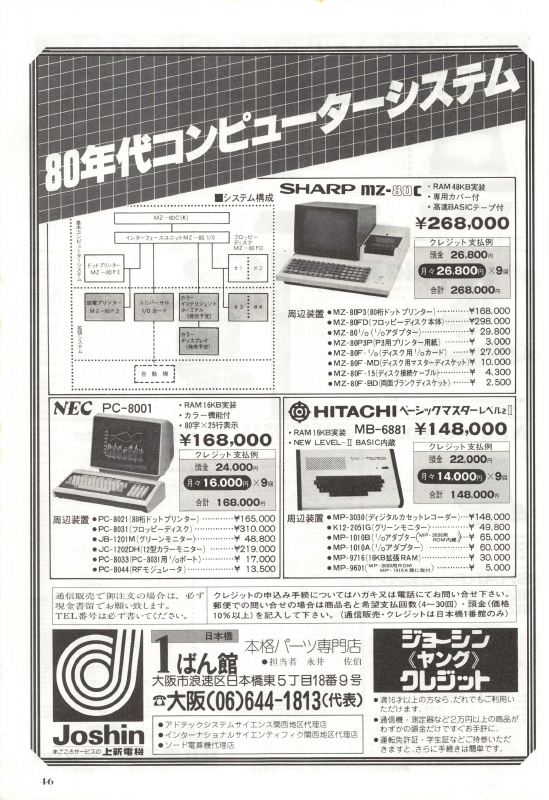 80年代コンピューターシステム
■システム構成
MZ-80C(K)
インターフェースユニットMZ-80 I/O
フロッピー
ディスク
MZ-80FD
基本コンピューターシステム
ドットプリンター
MZ-80P3
#1
#2
拡張システム
放電プリンター
MZ-80P2
ユニバーサル
I/Oカード
カラー
インテリジェンド
ターミナル
(発売予定)
#3
#4
カラー
ディスプレイ
(発売予定)
自動機
SHARP MZ-80C
・RAM48KB実装
・専用カバー付
・高速BASICテープ付
¥268,000
クレジット支払例
頭金 26.800円
月々26.800円×9回
合計 268.000円
周辺装置 ●MZ-80P3(80桁ドットプリンター)………¥168,000
●MZ-80FD(フロッピーディスク本体)………¥298,000
●MZ-80I/O(I/Oアダプター)………¥ 29.800
●MZ-80P3P(P3用プリンター用紙)………¥ 3.000
●MZ-80F・I/O(ディスク用I/Oカード)………¥ 27.000
●MZ-80F・MD(ディスク用マスターディスケット)¥ 10.000
●MZ-80F・15(ディスク接続ケーブル)………¥ 4.300
●MZ-80F・BD(両面ブランクディスケット)………¥ 2.500
NEC PC-8001
・RAM16KB実装
・カラー機能付
・80字×25行表示
¥168,000
クレジット支払例
頭金 24.000円
月々16.000円×9回
合計 168.000円
周辺装置 ●PC-8021(80桁ドットプリンター)………¥165,000
●PC-8031(フロッピーディスク)………¥310,000
●JB-1201M(グリーンモニター)………¥ 48.800
●JC-1202DH(12型カラーモニター)………¥219.000
●PC-8033(PC-8031用I/Oポート)………¥ 17.000
●PC-8044(RFモジュレータ)………¥ 13.500
HITACHI ベーシックマスターレベル2Ⅱ
・RAM16KB実装 MB-6881 ¥148,000
・NEW LEVEL-Ⅱ BASIC内蔵
クレジット支払例
頭金 22.000円
月々14.000円×9回
合計 148.000円
周辺装置 ●MP-3030(ディジタルカセットレコーダー)…¥148,000
●K12-2051G(グリーンモニター)………¥ 49,800
●MP-1010B(I/Oアダプター(MP-3030用ROM内蔵))¥ 65.000
●MP-1010A(I/Oアダプター)………¥ 60.000
●MP-9716(16KB拡張RAM)………¥ 30.000
●MP-9601(MP-3030用ROM MP-1010A側に取付)………¥ 5.000
通信販売で御注文の場合は、必ず
現金書留でお願い致します。
TEL番号は必ず書いてください。
クレジットの申込み手続についてはハガキ又は電話にてお問い合せ下さい。
郵便での問い合せの場合は商品名と希望支払回数(4〜30回)・頭金(価格
10%以上)を記入して下さい。(通信販売・クレジットは日本橋1番館のみ)
Joshin
まごころサービスの上新電機
日本橋
1ばん館
本格パーツ専門店
●担当者 永井 佐伯
大阪市浪速区日本橋東5丁目18番9号
☎大阪(06)644-1813(代表)
●アドテックシステムサイエンス関西地区代理店
●インターナショナルサイエンティフィク関西地区代理店
●ソード電算機代理店
ジョーシン
《ヤング》
クレジット
●満16才以上の方なら、だれでもご利用い
ただけます。
●通信機・測定器など2万円以上の商品が
わずかの頭金だけですぐお手許に。
●運転免許証・学生証などご持参いただ
きますと、さらに手続きは簡単です。
46